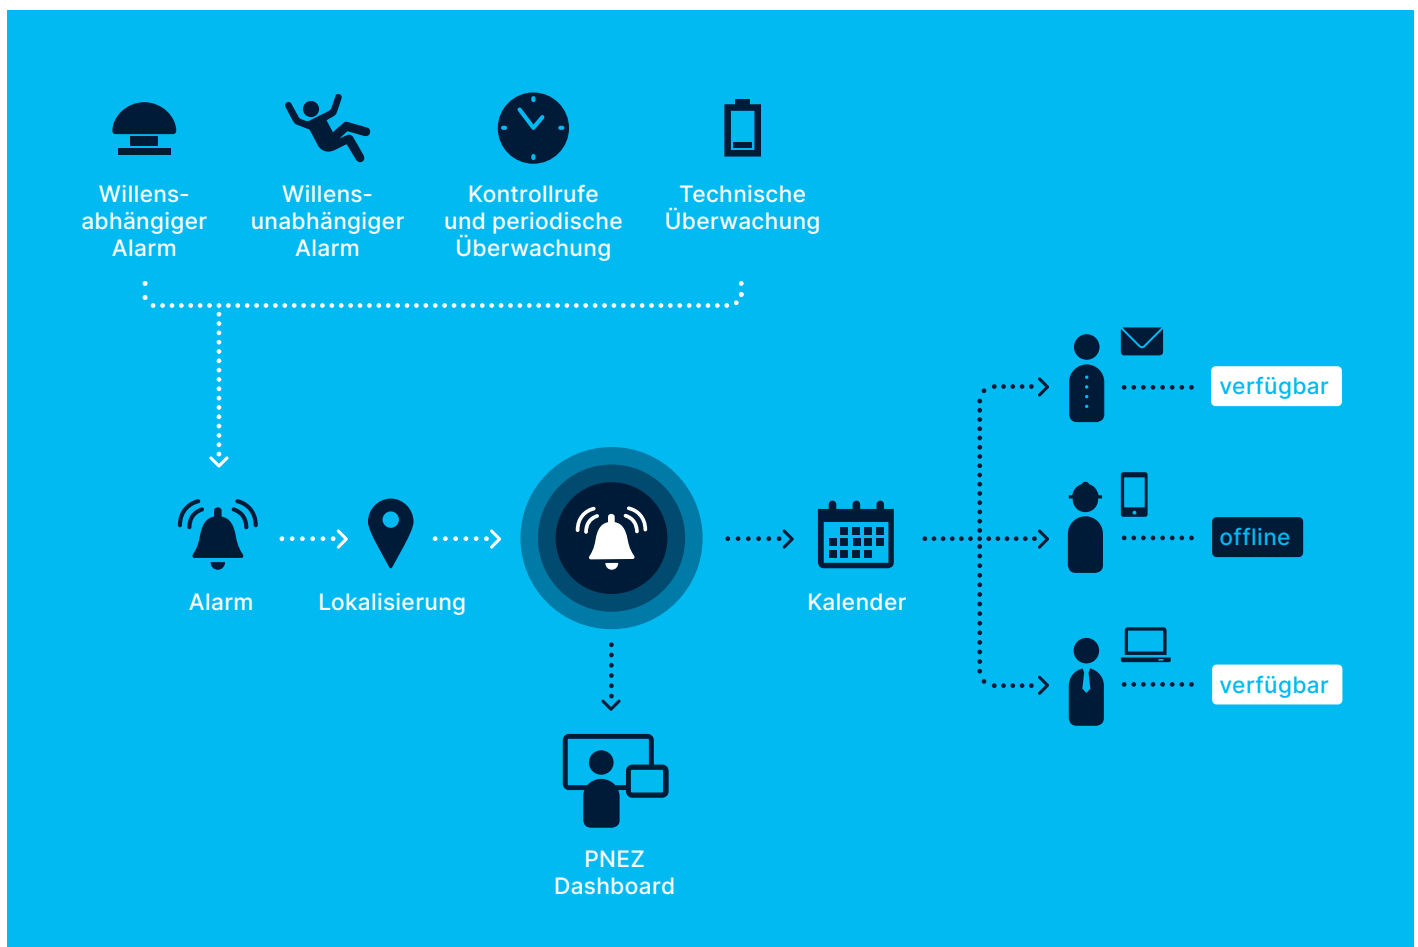 Willens-
abhängiger
Alarm
Willens-
unabhängiger
Alarm
Kontrollrufe
und periodische
Überwachung
Technische
Überwachung
verfügbar
offline
verfügbar
Alarm
Lokalisierung
Kalender
PNEZ
Dashboard